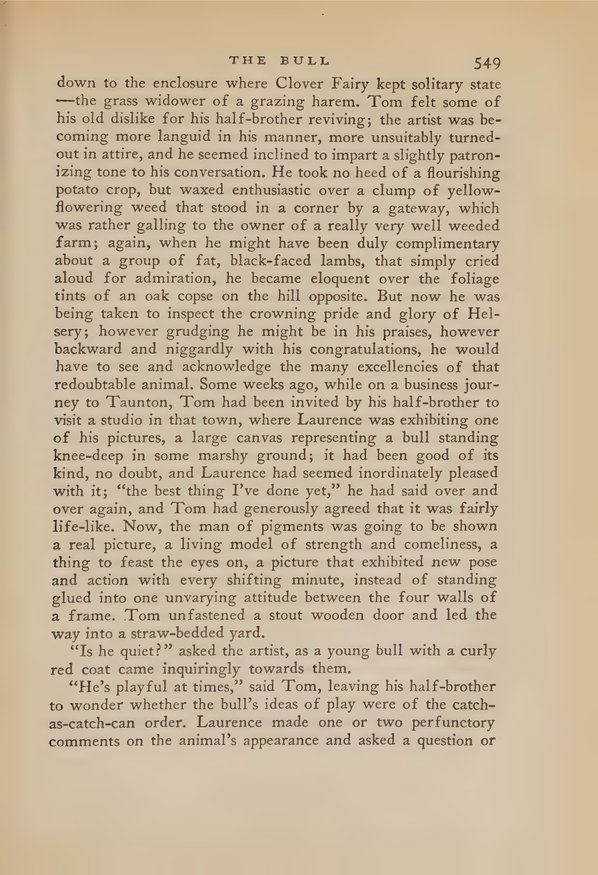 THE BULL 549
down to the enclosure where Clover Fairy kept solitary state
—the grass widower of a grazing harem. Tom felt some of
his old dislike for his half-brother reviving; the artist was be-
coming more languid in his manner, more unsuitably turned-
out in attire, and he seemed inclined to impart a slightly patron-
izing tone to his conversation. He took no heed of a flourishing
potato crop, but waxed enthusiastic over a clump of yellow-
flowering weed that stood in a corner by a gateway, which
was rather galling to the owner of a really very well weeded
farm; again, when he might have been duly complimentary
about a group of fat, black-faced lambs, that simply cried
aloud for admiration, he became eloquent over the foliage
tints of an oak copse on the hill opposite. But now he was
being taken to inspect the crowning pride and glory of Hel-
sery; however grudging he might be in his praises, however
backward and niggardly with his congratulations, he would
have to see and acknowledge the many excellencies of that
redoubtable animal. Some weeks ago, while on a business jour-
ney to Taunton, Tom had been invited by his half-brother to
visit a studio in that town, where Laurence was exhibiting one
of his pictures, a large canvas representing a bull standing
knee-deep in some marshy ground; it had been good of its
kind, no doubt, and Laurence had seemed inordinately pleased
with it; “the best thing I’ve done yet,” he had said over and
over again, and Tom had generously agreed that it was fairly
life-like. Now, the man of pigments was going to be shown
a real picture, a living model of strength and comeliness, a
thing to feast the eyes on, a picture that exhibited new pose
and action with every shifting minute, instead of standing
glued into one unvarying attitude between the four walls of
a frame. Tom unfastened a stout wooden door and led the
way into a straw-bedded yard.
“Is he quiet?” asked the artist, as a young bull with a curly
red coat came inquiringly towards them.
“He’s playful at times,” said Tom, leaving his half-brother
to wonder whether the bull’s ideas of play were of the catch-
as-catch-can order. Laurence made one or two perfunctory
comments on the animal’s appearance and asked a question or